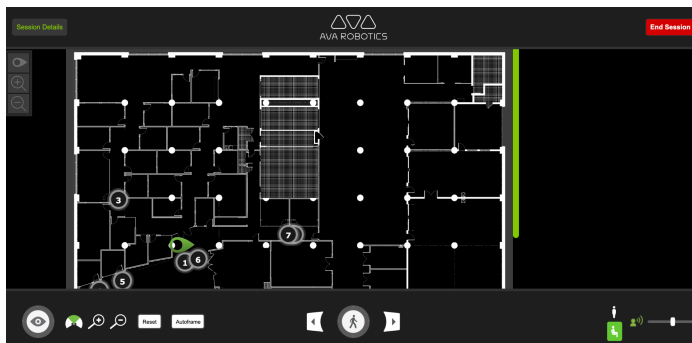 Session Details
AVA ROBOTICS
End Session
3
7
1
6
5
Reset
Autoframe